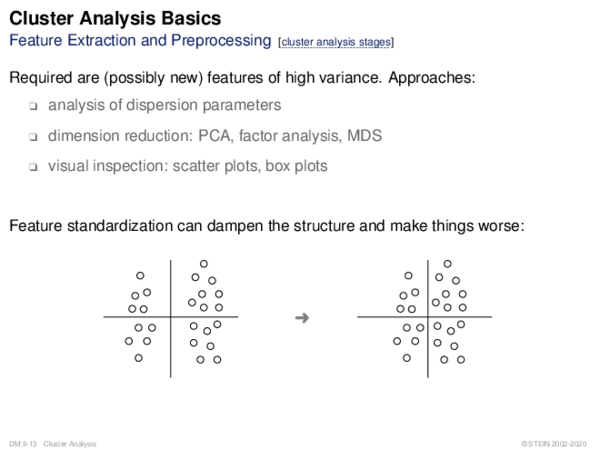 Cluster Analysis Basics
Feature Extraction and Preprocessing [cluster analysis stages]
Required are (possibly new) features of high variance. Approaches:
❑ analysis of dispersion parameters
❑ dimension reduction: PCA, factor analysis, MDS
❑ visual inspection: scatter plots, box plots
Feature standardization can dampen the structure and make things worse:
DM:II-13 Cluster Analysis ©STEIN 2002-2020